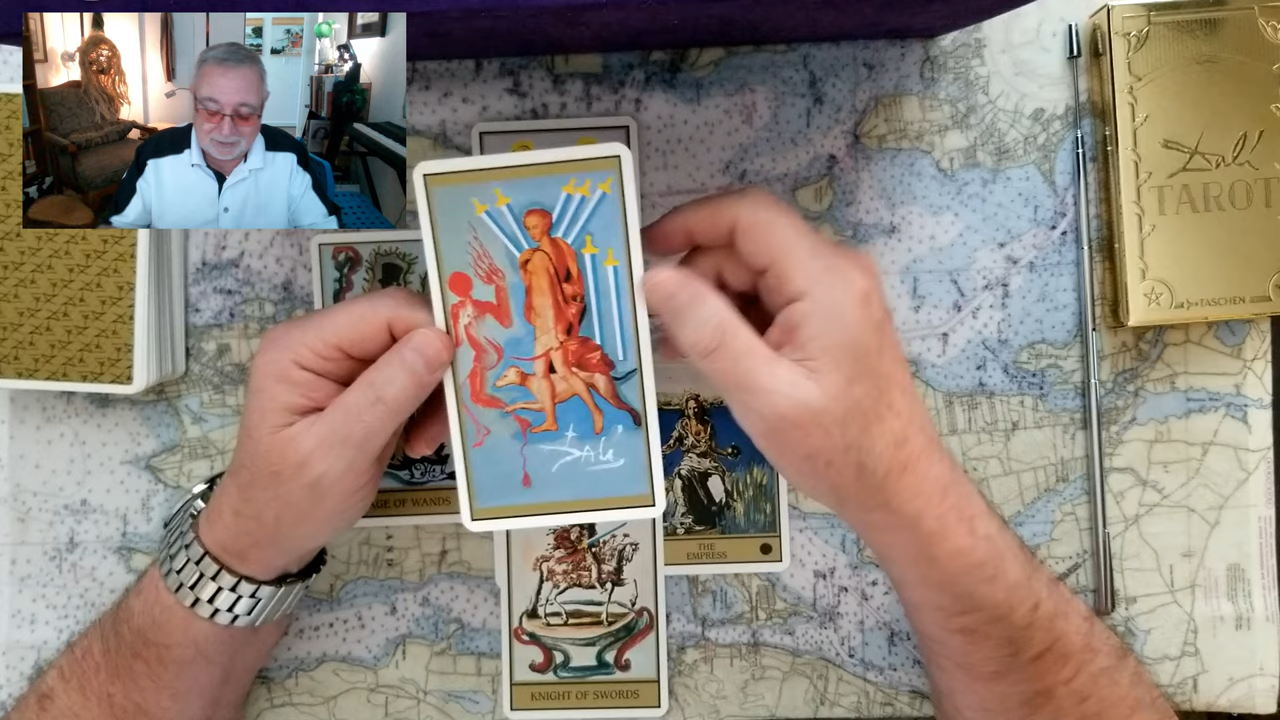 Dalí
TAROT
TASCHEN
Dalí
AGE OF WANDS
THE
EMPRESS
KNIGHT OF SWORDS